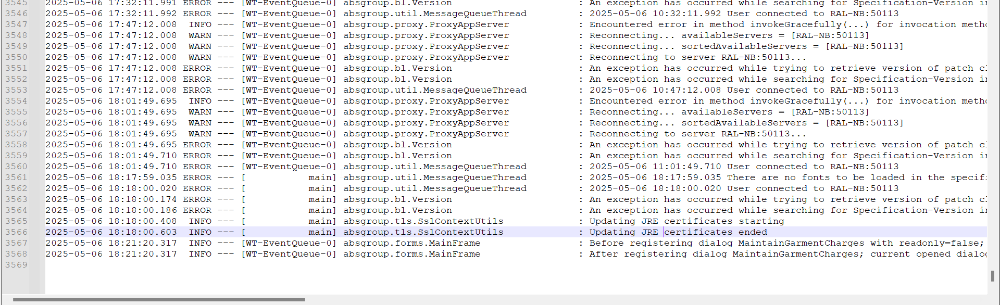 3545 2025-05-06 17:32:11.991 ERROR --- [WT-EventQueue-0] absgroup.bl.Version : An exception has occurred while searching for Specification-Version in
3546 2025-05-06 17:32:11.992 ERROR --- [WT-EventQueue-0] absgroup.util.MessageQueueThread : 2025-05-06 10:32:11.992 User connected to RAL-NB:50113
3547 2025-05-06 17:47:12.008 INFO --- [WT-EventQueue-0] absgroup.proxy.ProxyAppServer : Encountered error in method invokeGracefully(...) for invocation metho
3548 2025-05-06 17:47:12.008 WARN --- [WT-EventQueue-0] absgroup.proxy.ProxyAppServer : Reconnecting... availableServers = [RAL-NB:50113]
3549 2025-05-06 17:47:12.008 WARN --- [WT-EventQueue-0] absgroup.proxy.ProxyAppServer : Reconnecting... sortedAvailableServers = [RAL-NB:50113]
3550 2025-05-06 17:47:12.008 WARN --- [WT-EventQueue-0] absgroup.proxy.ProxyAppServer : Reconnecting to server RAL-NB:50113...
3551 2025-05-06 17:47:12.008 ERROR --- [WT-EventQueue-0] absgroup.bl.Version : An exception has occurred while trying to retrieve version of patch cl
3552 2025-05-06 17:47:12.008 ERROR --- [WT-EventQueue-0] absgroup.bl.Version : An exception has occurred while searching for Specification-Version in
3553 2025-05-06 17:47:12.008 ERROR --- [WT-EventQueue-0] absgroup.util.MessageQueueThread : 2025-05-06 10:47:12.008 User connected to RAL-NB:50113
3554 2025-05-06 18:01:49.695 INFO --- [WT-EventQueue-0] absgroup.proxy.ProxyAppServer : Encountered error in method invokeGracefully(...) for invocation metho
3555 2025-05-06 18:01:49.695 WARN --- [WT-EventQueue-0] absgroup.proxy.ProxyAppServer : Reconnecting... availableServers = [RAL-NB:50113]
3556 2025-05-06 18:01:49.695 WARN --- [WT-EventQueue-0] absgroup.proxy.ProxyAppServer : Reconnecting... sortedAvailableServers = [RAL-NB:50113]
3557 2025-05-06 18:01:49.695 WARN --- [WT-EventQueue-0] absgroup.proxy.ProxyAppServer : Reconnecting to server RAL-NB:50113...
3558 2025-05-06 18:01:49.695 ERROR --- [WT-EventQueue-0] absgroup.bl.Version : An exception has occurred while trying to retrieve version of patch cl
3559 2025-05-06 18:01:49.710 ERROR --- [WT-EventQueue-0] absgroup.bl.Version : An exception has occurred while searching for Specification-Version in
3560 2025-05-06 18:01:49.710 ERROR --- [WT-EventQueue-0] absgroup.util.MessageQueueThread : 2025-05-06 11:01:49.710 User connected to RAL-NB:50113
3561 2025-05-06 18:17:59.035 ERROR --- [ main] absgroup.util.MessageQueueThread : 2025-05-06 18:17:59.035 There are no fonts to be loaded in the specif
3562 2025-05-06 18:18:00.020 ERROR --- [ main] absgroup.util.MessageQueueThread : 2025-05-06 18:18:00.020 User connected to RAL-NB:50113
3563 2025-05-06 18:18:00.174 ERROR --- [ main] absgroup.bl.Version : An exception has occurred while trying to retrieve version of patch cl
3564 2025-05-06 18:18:00.186 ERROR --- [ main] absgroup.bl.Version : An exception has occurred while searching for Specification-Version in
3565 2025-05-06 18:18:00.408 INFO --- [ main] absgroup.tls.SslContextUtils : Updating JRE certificates starting
3566 2025-05-06 18:18:00.603 INFO --- [ main] absgroup.tls.SslContextUtils : Updating JRE certificates ended
3567 2025-05-06 18:21:20.317 INFO --- [WT-EventQueue-0] absgroup.forms.MainFrame : Before registering dialog MaintainGarmentCharges with readonly=false;
3568 2025-05-06 18:21:20.317 INFO --- [WT-EventQueue-0] absgroup.forms.MainFrame : After registering dialog MaintainGarmentCharges; current opened dialog
3569